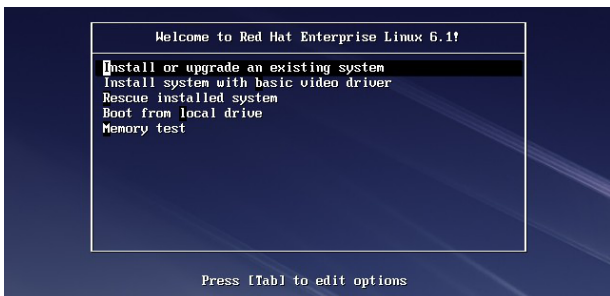 Welcome to Red Hat Enterprise Linux 6.1!
Install or upgrade an existing system
Install system with basic video driver
Rescue installed system
Boot from local drive
Memory test
Press [Tab] to edit options